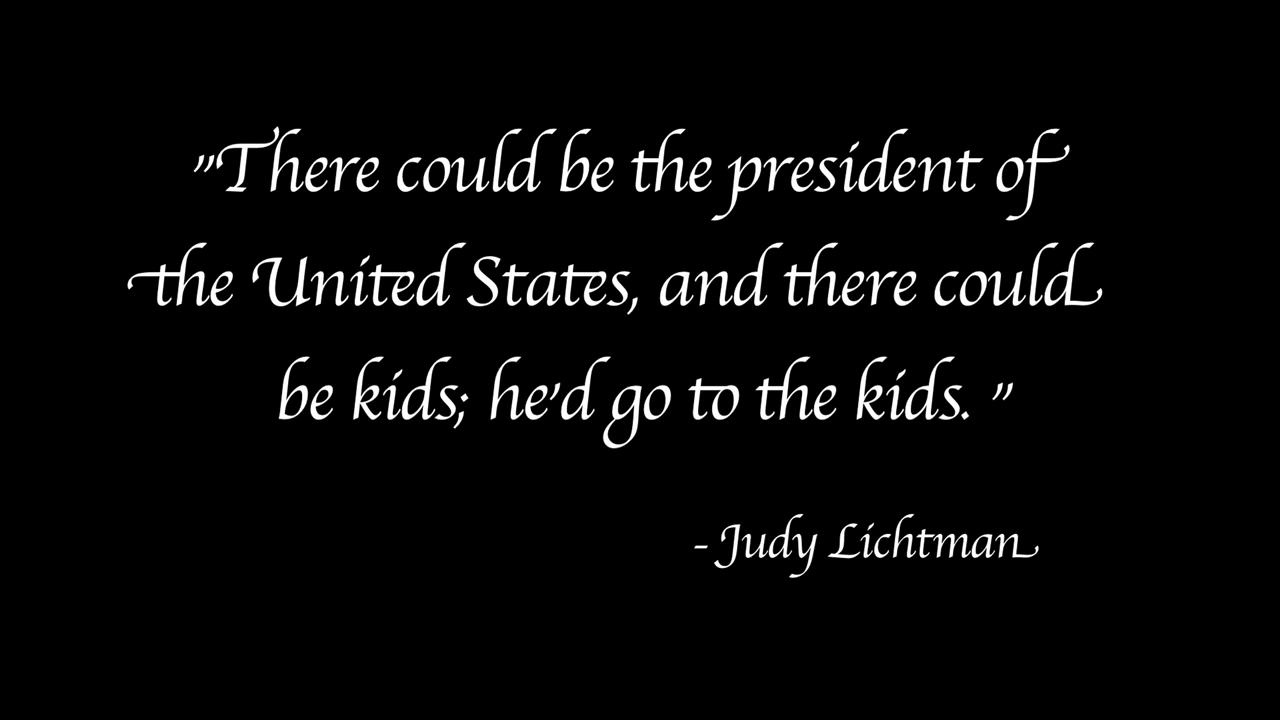 "There could be the president of
the United States, and there could
be kids; he'd go to the kids. "
- Judy Lichtman